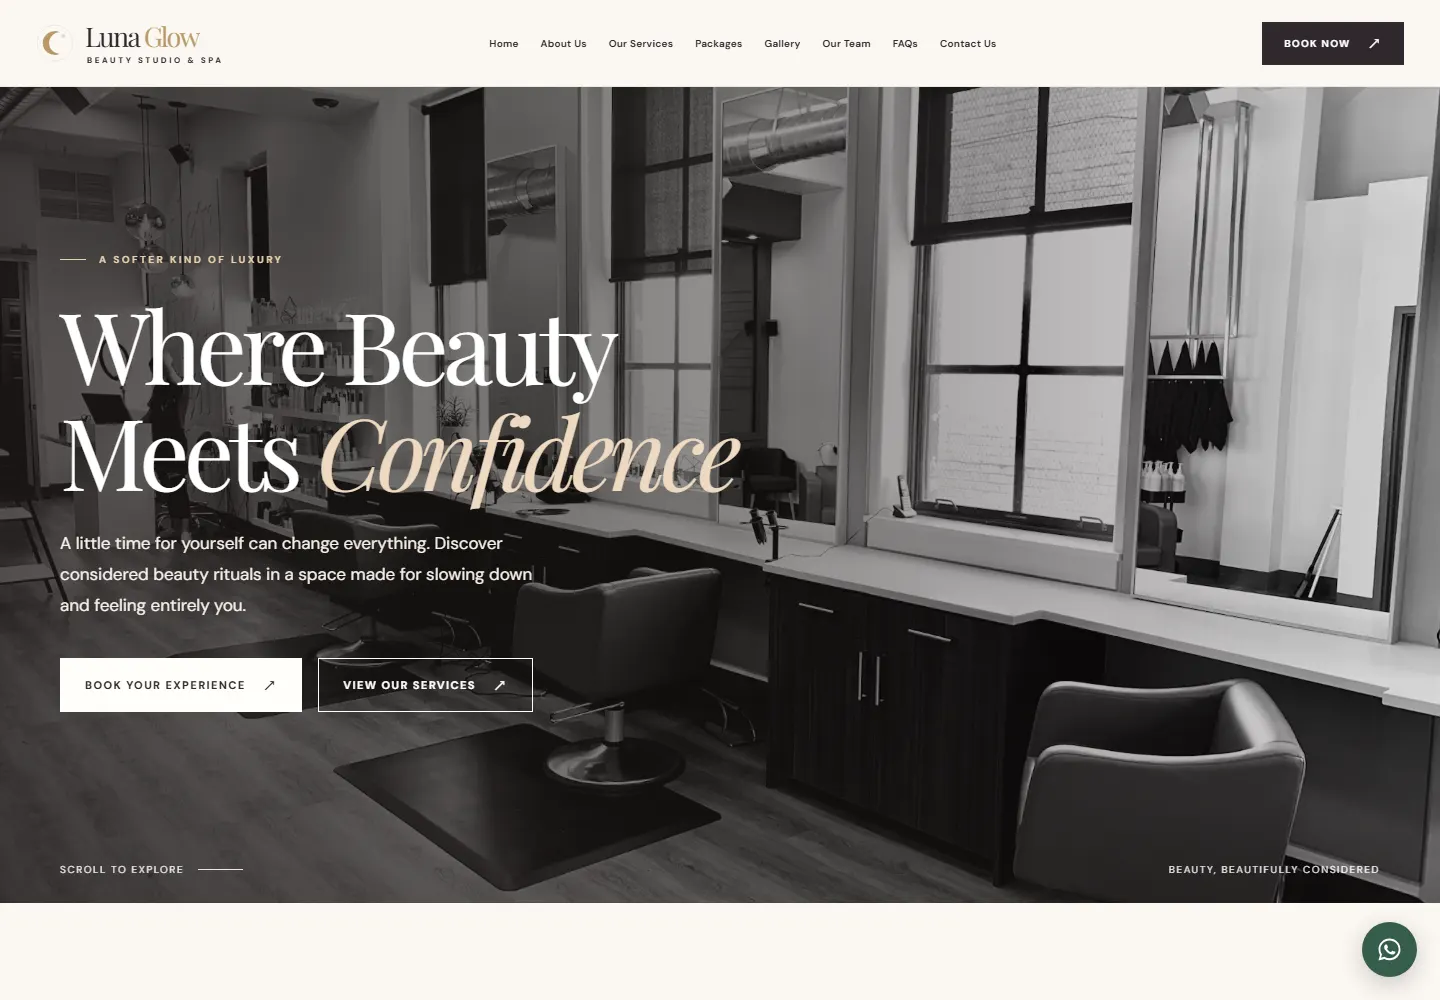 Luna Glow
BEAUTY STUDIO & SPA
Home
About Us
Our Services
Packages
Gallery
Our Team
FAQs
Contact Us
BOOK NOW ↗
A SOFTER KIND OF LUXURY
Where Beauty
Meets Confidence
A little time for yourself can change everything. Discover
considered beauty rituals in a space made for slowing down
and feeling entirely you.
BOOK YOUR EXPERIENCE ↗
VIEW OUR SERVICES ↗
SCROLL TO EXPLORE
BEAUTY, BEAUTIFULLY CONSIDERED